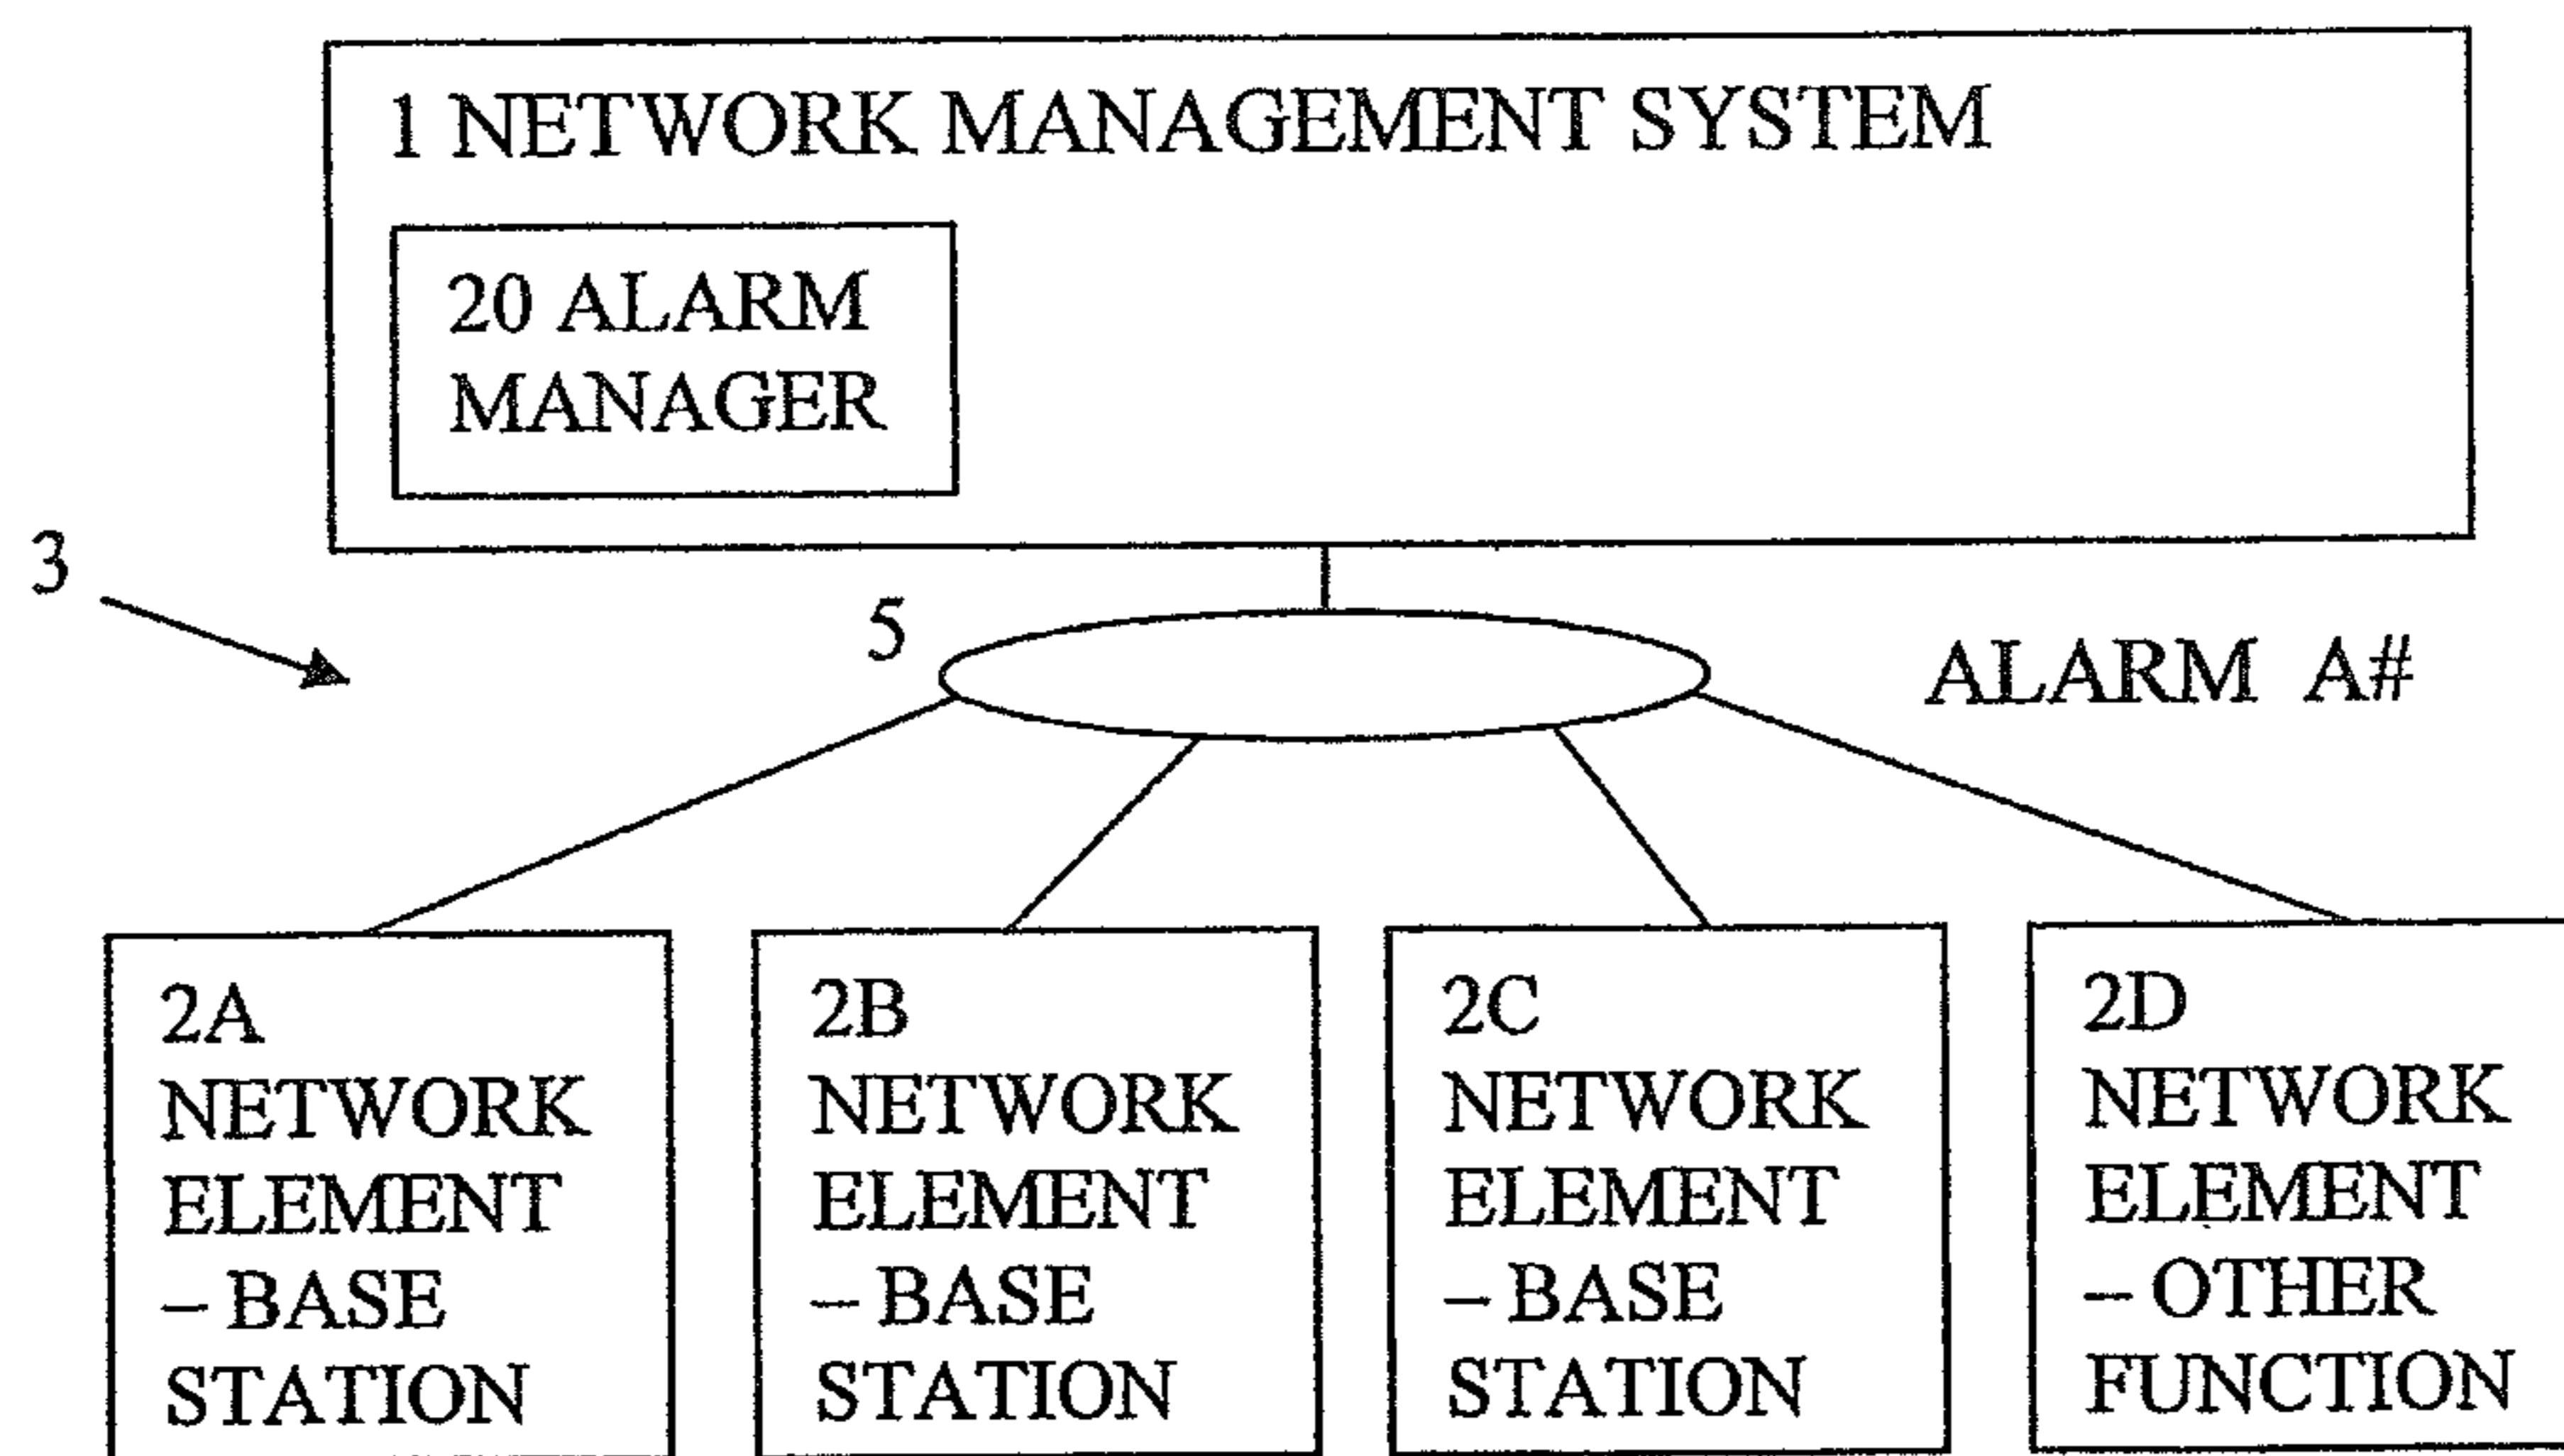 1 NETWORK MANAGEMENT SYSTEM
20 ALARM
MANAGER
3
5
ALARM A#
2A
NETWORK
ELEMENT
– BASE
STATION
2B
NETWORK
ELEMENT
– BASE
STATION
2C
NETWORK
ELEMENT
– BASE
STATION
2D
NETWORK
ELEMENT
– OTHER
FUNCTION